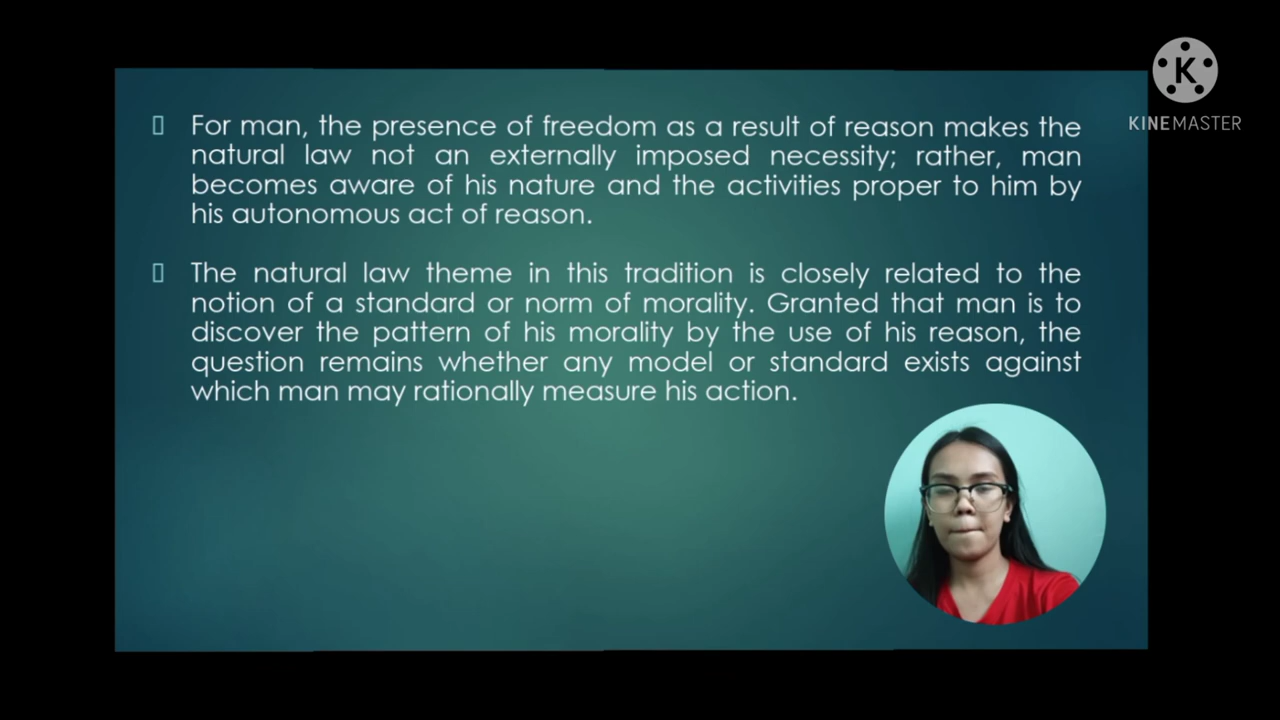 For man, the presence of freedom as a result of reason makes the
natural law not an externally imposed necessity; rather, man
becomes aware of his nature and the activities proper to him by
his autonomous act of reason.
The natural law theme in this tradition is closely related to the
notion of a standard or norm of morality. Granted that man is to
discover the pattern of his morality by the use of his reason, the
question remains whether any model or standard exists against
which man may rationally measure his action.
K
KINEMASTER